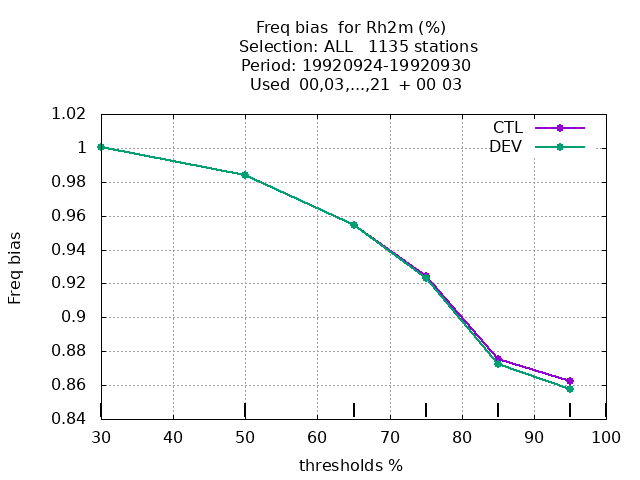 Freq bias  for Rh2m (%)
Selection: ALL   1135 stations
Period: 19920924-19920930
Used  00,03,...,21  + 00 03
CTL
DEV
1.02
1
0.98
0.96
0.94
0.92
0.9
0.88
0.86
0.84
Freq bias
30 40 50 60 70 80 90 100
thresholds %